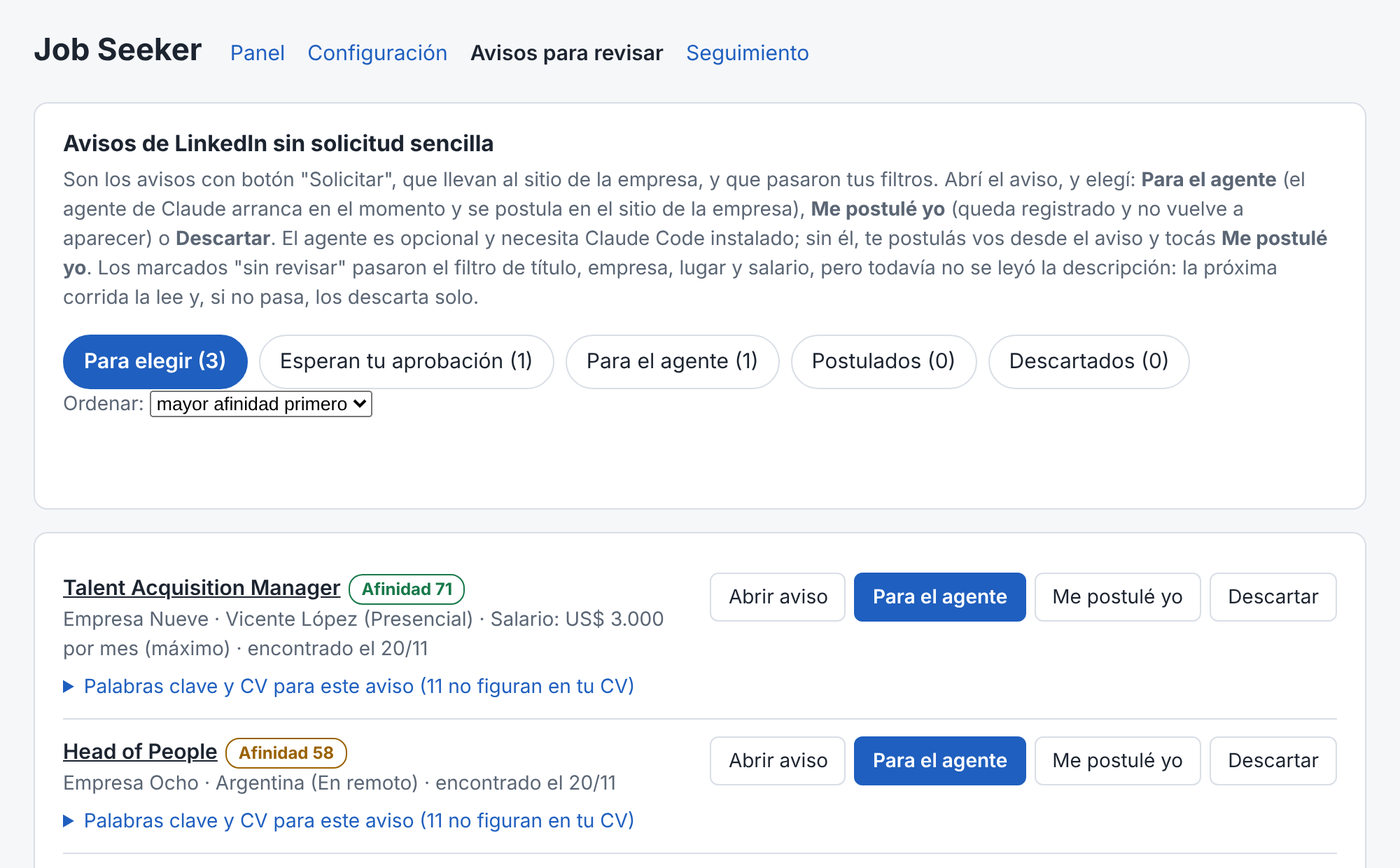 Job Seeker Panel Configuración Avisos para revisar Seguimiento
Avisos de LinkedIn sin solicitud sencilla
Son los avisos con botón "Solicitar", que llevan al sitio de la empresa, y que pasaron tus filtros. Abrí el aviso, y elegí: Para el agente (el
agente de Claude arranca en el momento y se postula en el sitio de la empresa), Me postulé yo (queda registrado y no vuelve a
aparecer) o Descartar. El agente es opcional y necesita Claude Code instalado; sin él, te postulás vos desde el aviso y tocás Me postulé
yo. Los marcados "sin revisar" pasaron el filtro de título, empresa, lugar y salario, pero todavía no se leyó la descripción: la próxima
corrida la lee y, si no pasa, los descarta solo.
Para elegir (3) Esperan tu aprobación (1) Para el agente (1) Postulados (0) Descartados (0)
Ordenar: mayor afinidad primero
Talent Acquisition Manager Afinidad 71 Abrir aviso Para el agente Me postulé yo Descartar
Empresa Nueve · Vicente López (Presencial) · Salario: US$ 3.000
por mes (máximo) · encontrado el 20/11
Palabras clave y CV para este aviso (11 no figuran en tu CV)
Head of People Afinidad 58 Abrir aviso Para el agente Me postulé yo Descartar
Empresa Ocho · Argentina (En remoto) · encontrado el 20/11
Palabras clave y CV para este aviso (11 no figuran en tu CV)